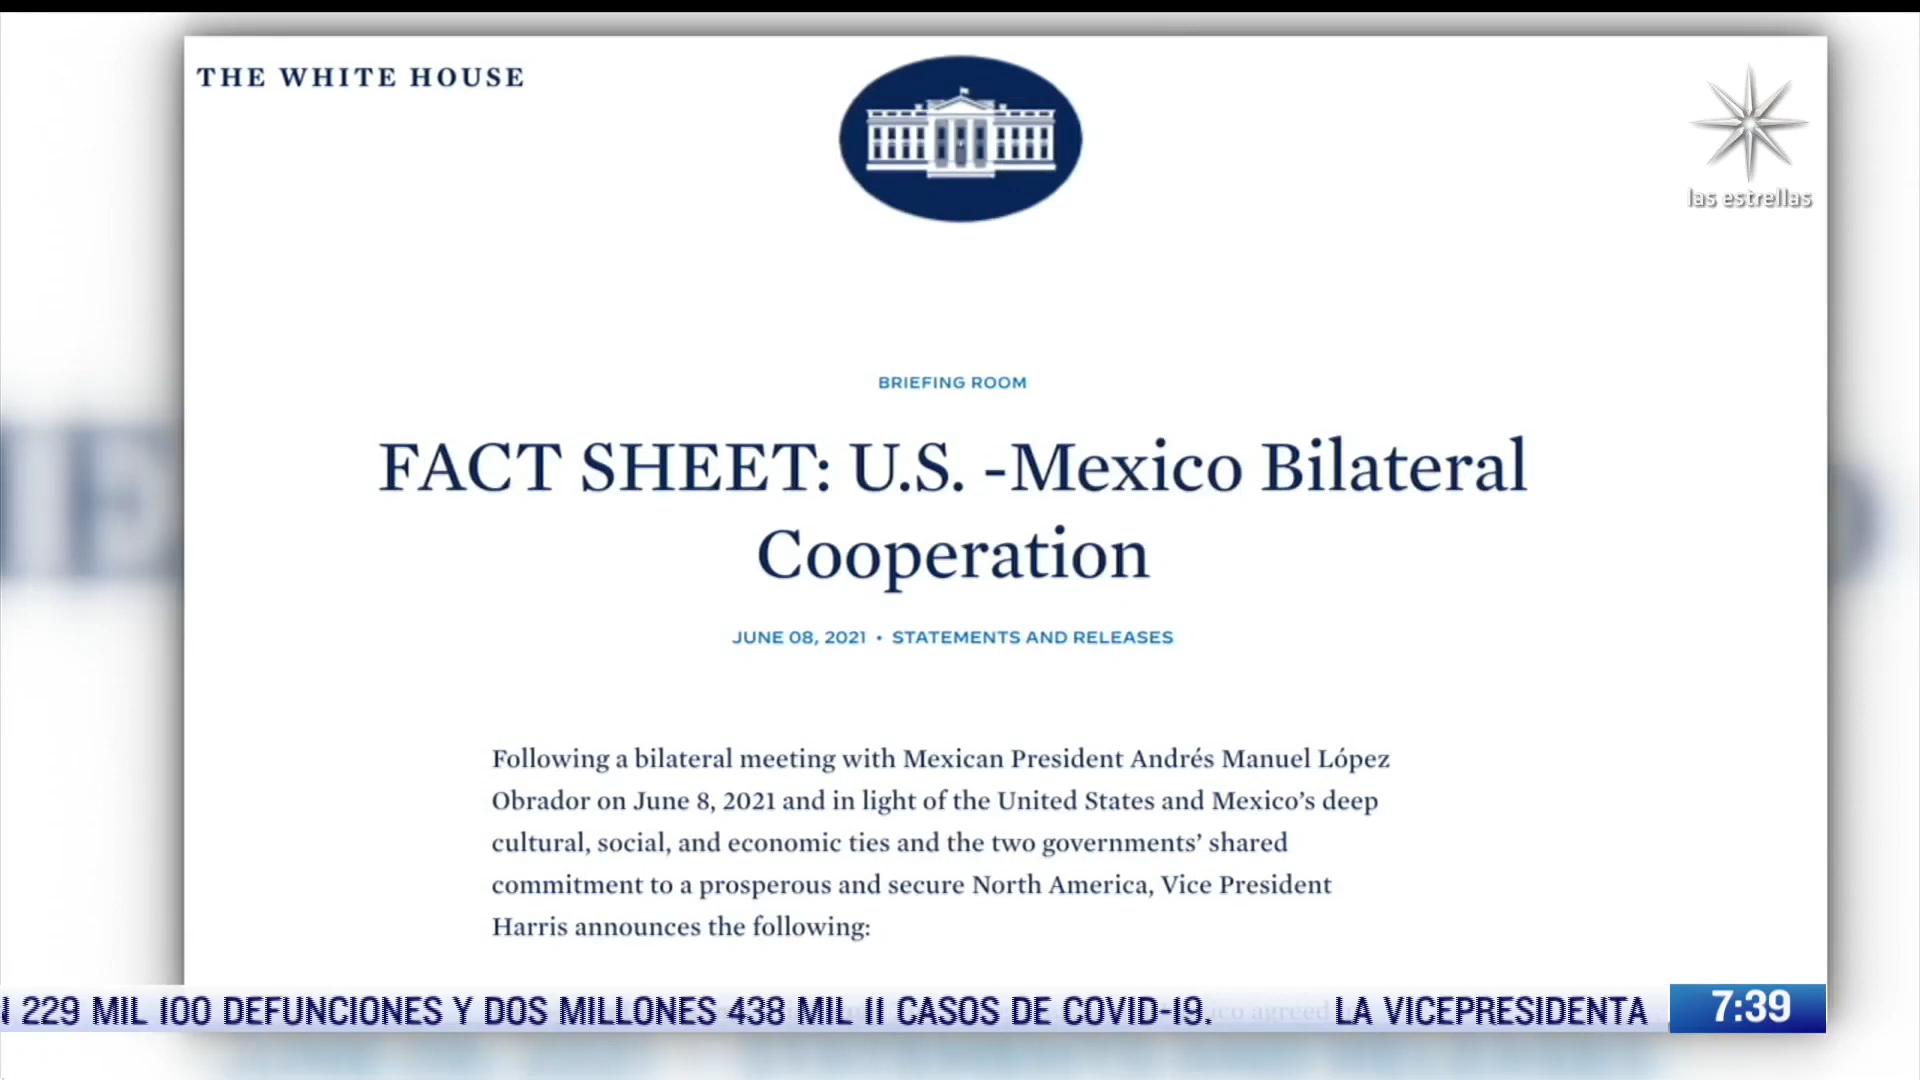 THE WHITE HOUSE
las estrellas
BRIEFING ROOM
FACT SHEET: U.S. -Mexico Bilateral
Cooperation
JUNE 08, 2021 • STATEMENTS AND RELEASES
Following a bilateral meeting with Mexican President Andrés Manuel López
Obrador on June 8, 2021 and in light of the United States and Mexico’s deep
cultural, social, and economic ties and the two governments’ shared
commitment to a prosperous and secure North America, Vice President
Harris announces the following:
229 MIL 100 DEFUNCIONES Y DOS MILLONES 438 MIL 11 CASOS DE COVID-19. LA VICEPRESIDENTA
7:39